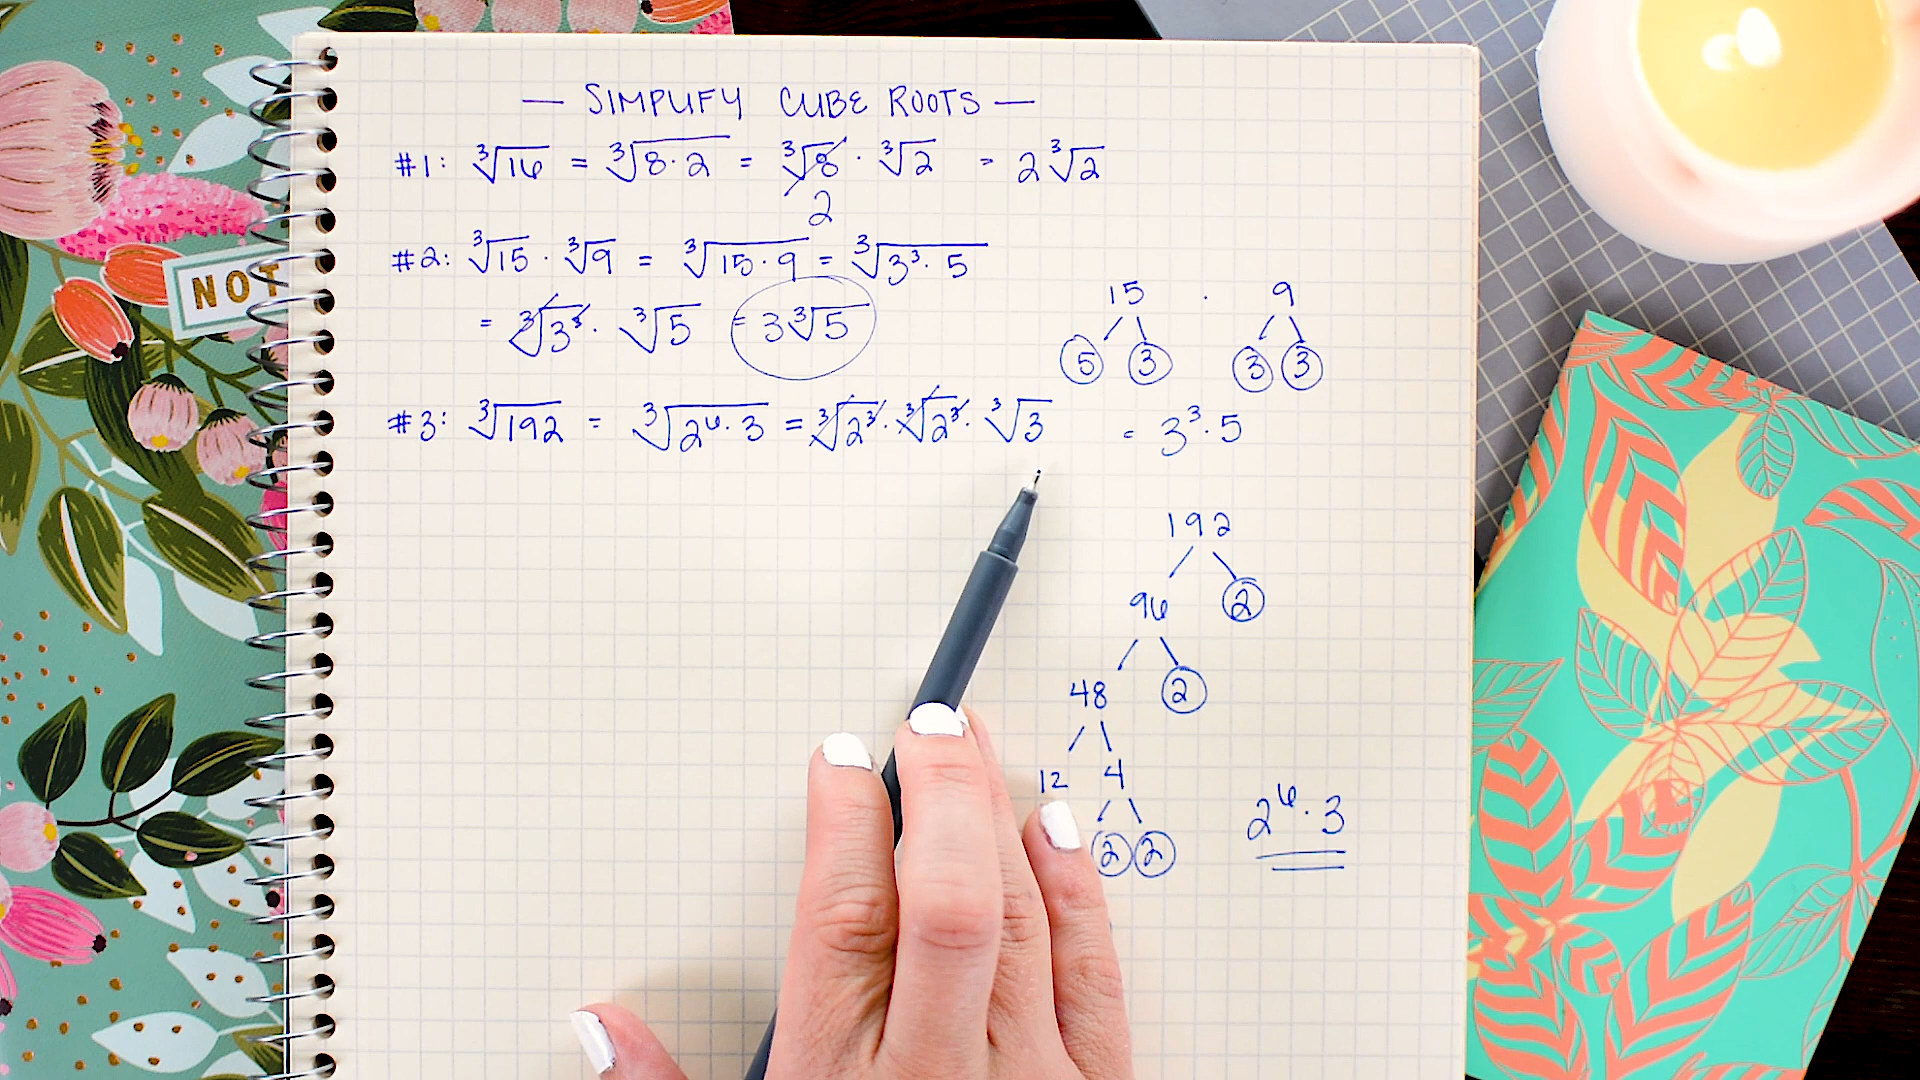 — SIMPLIFY CUBE ROOTS —
#1: ∛16 = ∛(8·2) = ∛8 · ∛2 = 2∛2
2
#2: ∛15 · ∛9 = ∛(15·9) = ∛(3³·5)
= ∛3³ · ∛5 = 3∛5
15 · 9
5 3 3 3
#3: ∛192 = ∛(2⁶·3) = ∛2³ · ∛2³ · ∛3
= 3³·5
192
96 2
48 2
12 4
2 2
2⁶·3
NOT